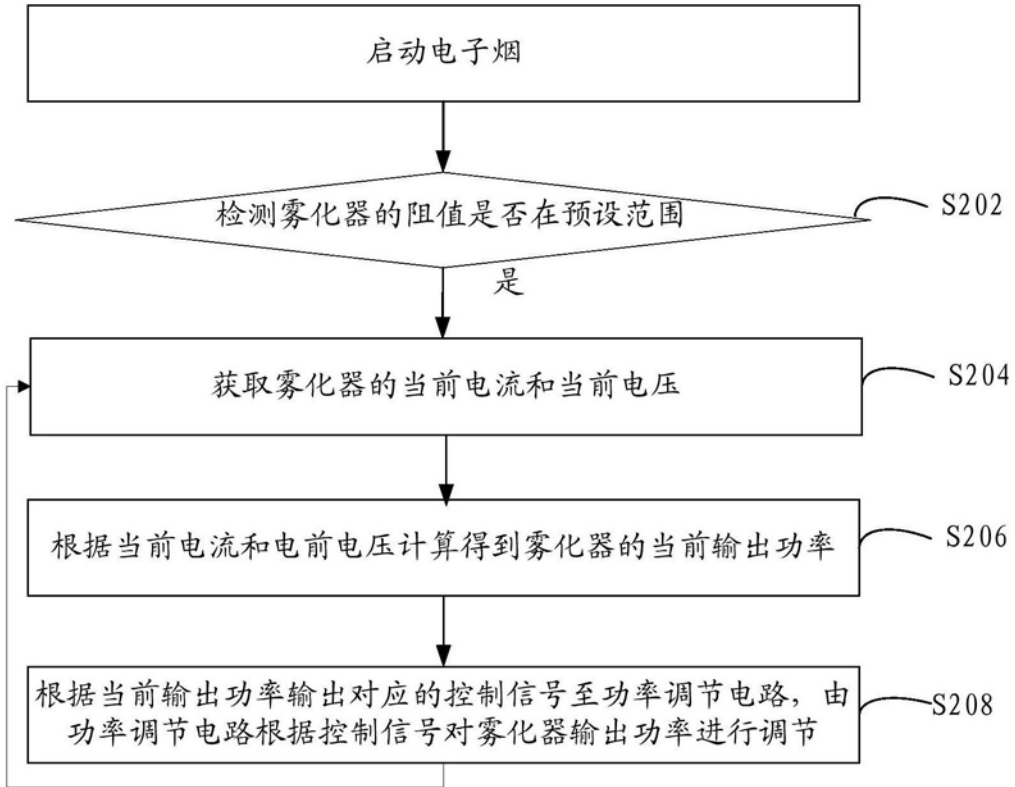 启动电子烟
检测雾化器的阻值是否在预设范围
S202
是
获取雾化器的当前电流和当前电压
S204
根据当前电流和电前电压计算得到雾化器的当前输出功率
S206
根据当前输出功率输出对应的控制信号至功率调节电路，由
功率调节电路根据控制信号对雾化器输出功率进行调节
S208